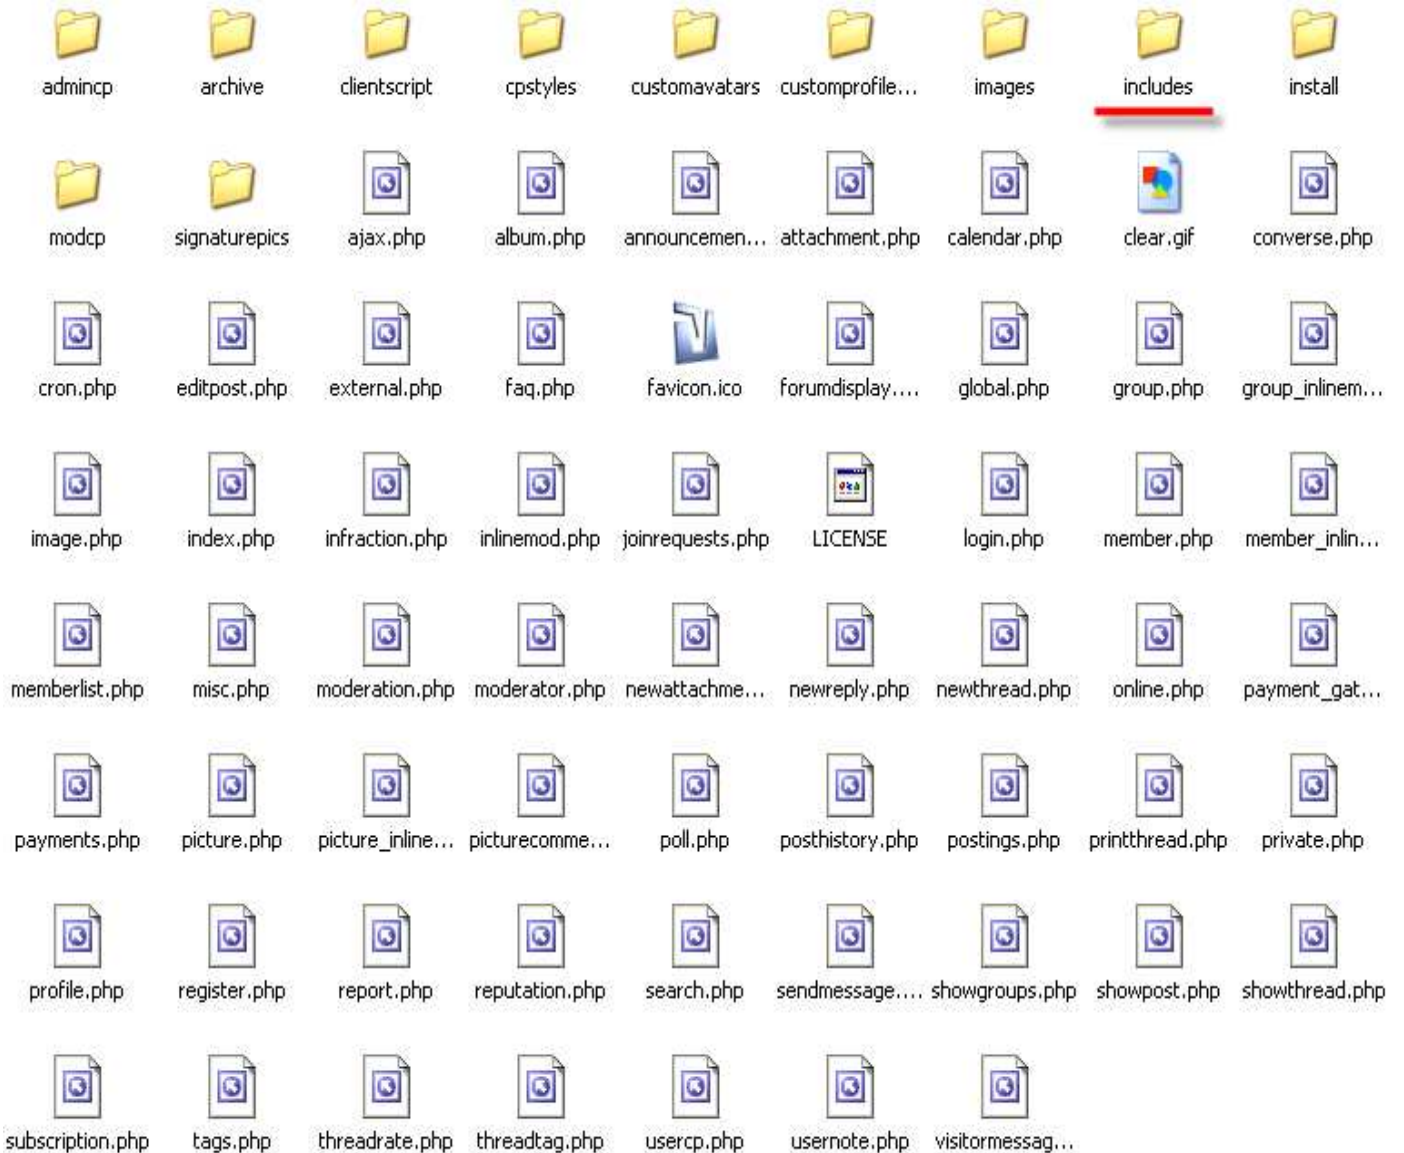 admincp archive clientscript cpstyles customavatars customprofile... images includes install
modcp signaturepics ajax.php album.php announcemen... attachment.php calendar.php clear.gif converse.php
cron.php editpost.php external.php faq.php favicon.ico forumdisplay.... global.php group.php group_inlinem...
image.php index.php infraction.php inlinemod.php joinrequests.php LICENSE login.php member.php member_inlin...
memberlist.php misc.php moderation.php moderator.php newattachme... newreply.php newthread.php online.php payment_gat...
payments.php picture.php picture_inline... picturecomme... poll.php posthistory.php postings.php printthread.php private.php
profile.php register.php report.php reputation.php search.php sendmessage.... showgroups.php showpost.php showthread.php
subscription.php tags.php threadrate.php threadtag.php usercp.php usernote.php visitormessag...